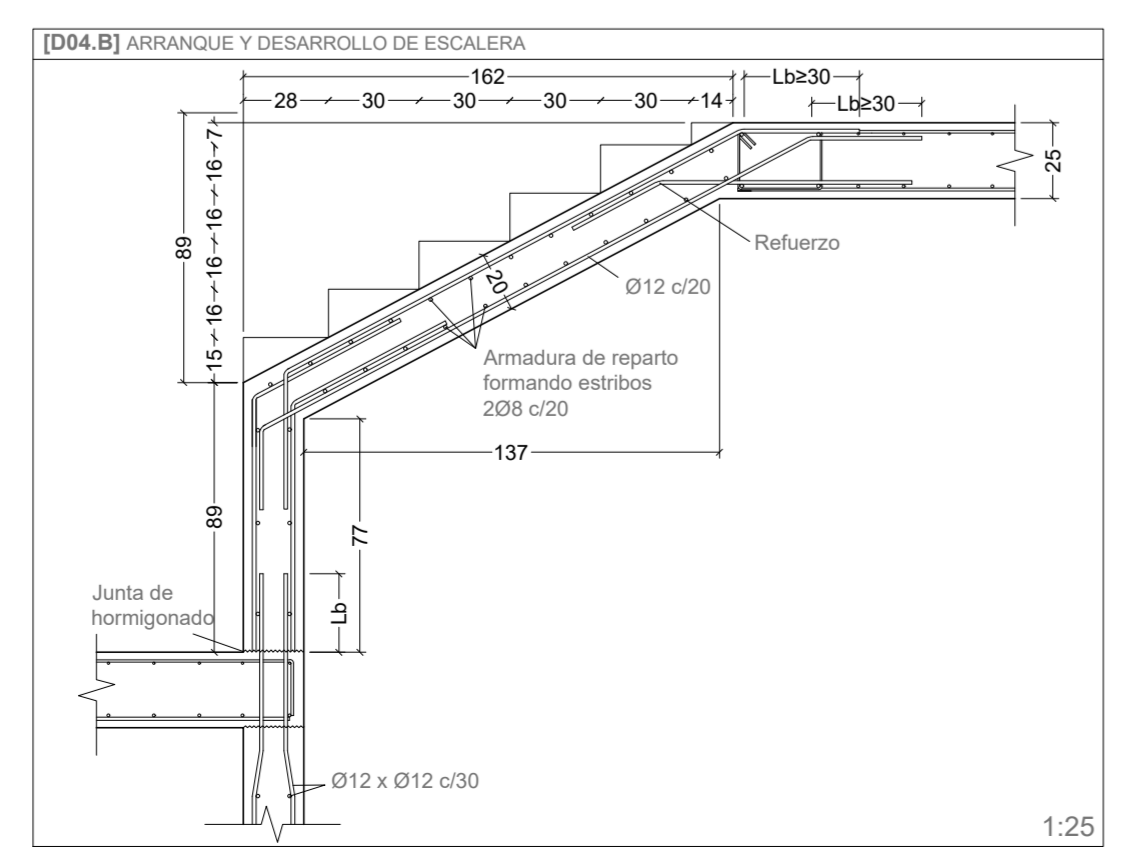 [D04.B] ARRANQUE Y DESARROLLO DE ESCALERA
162
Lb≥30
28 30 30 30 30 14
Lb≥30
7
16
16
16
16
15
89
25
20
Refuerzo
Ø12 c/20
Armadura de reparto
formando estribos
2Ø8 c/20
137
89
77
Lb
Junta de
hormigonado
Ø12 x Ø12 c/30
1:25